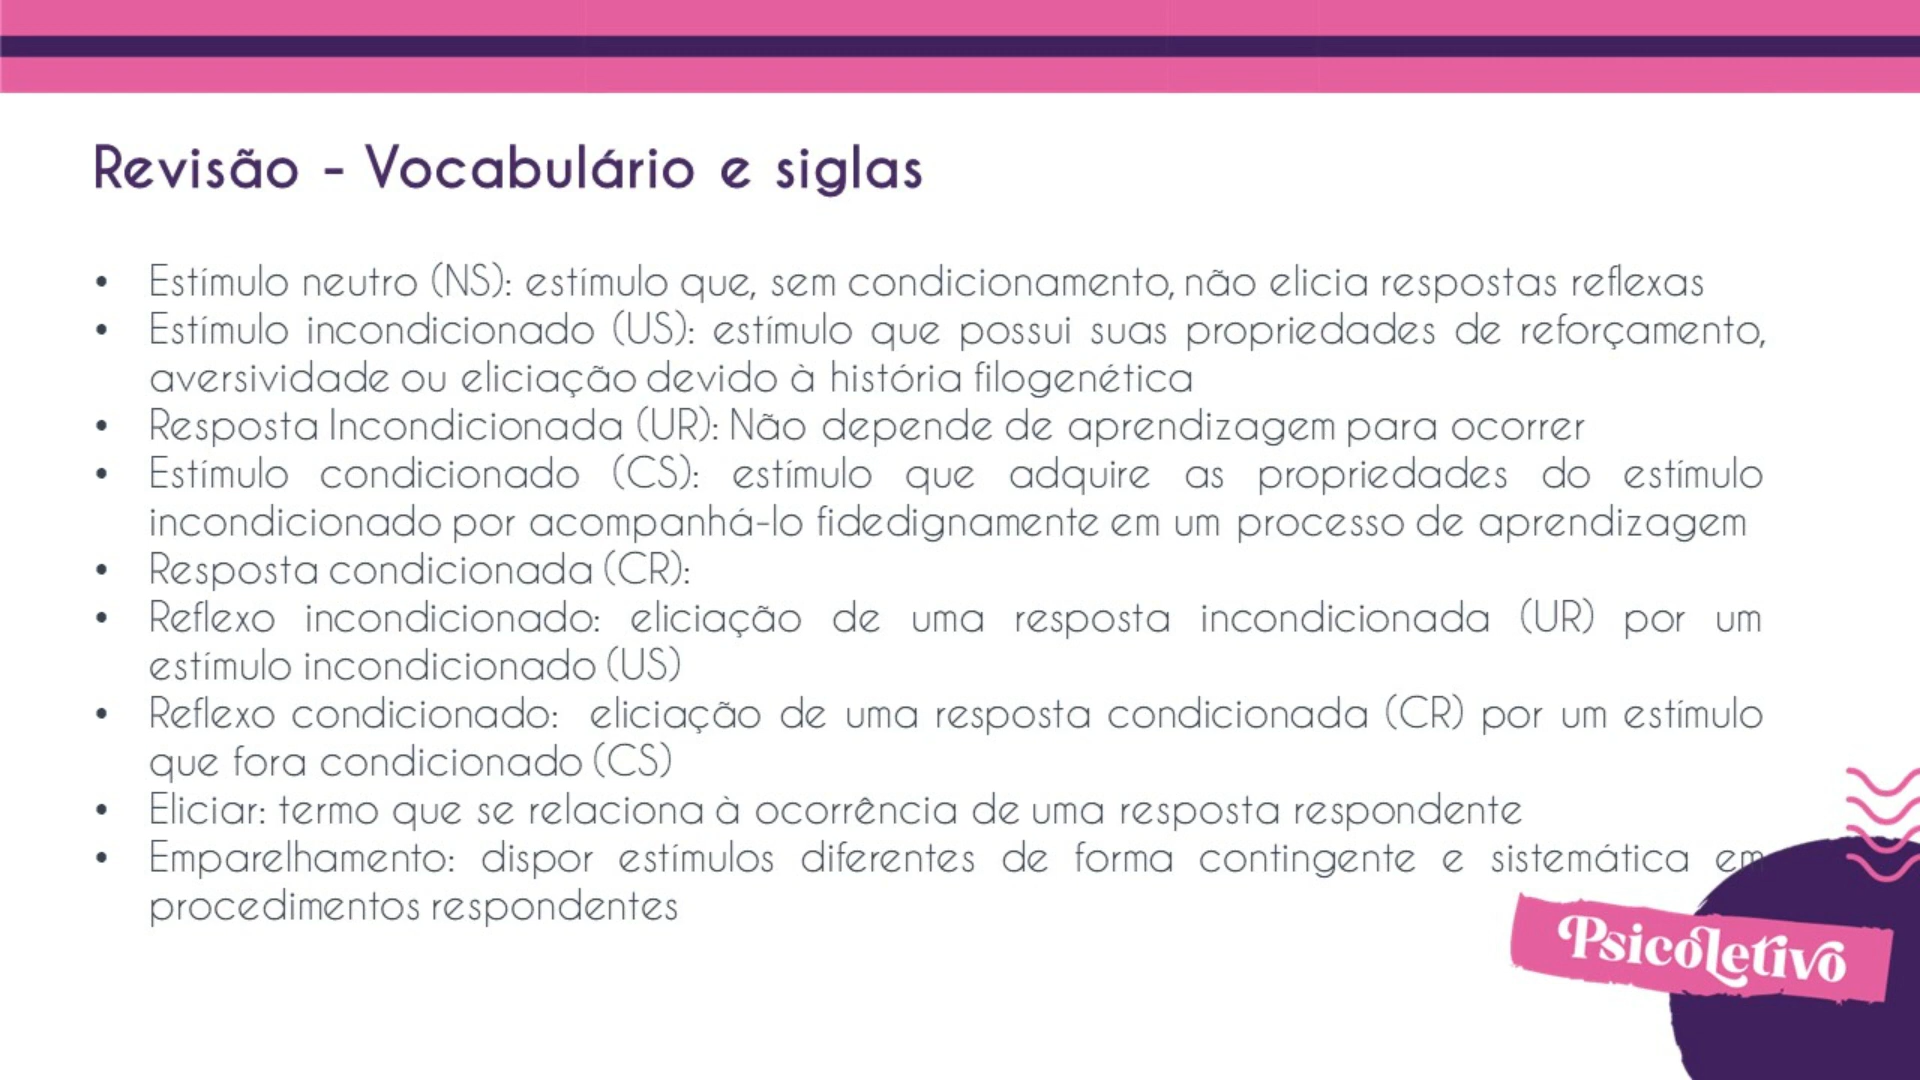 Revisão - Vocabulário e siglas
• Estímulo neutro (NS): estímulo que, sem condicionamento, não elicia respostas reflexas
• Estímulo incondicionado (US): estímulo que possui suas propriedades de reforçamento,
aversividade ou eliciação devido à história filogenética
• Resposta Incondicionada (UR): Não depende de aprendizagem para ocorrer
• Estímulo condicionado (CS): estímulo que adquire as propriedades do estímulo
incondicionado por acompanhá-lo fidedignamente em um processo de aprendizagem
• Resposta condicionada (CR):
• Reflexo incondicionado: eliciação de uma resposta incondicionada (UR) por um
estímulo incondicionado (US)
• Reflexo condicionado: eliciação de uma resposta condicionada (CR) por um estímulo
que fora condicionado (CS)
• Eliciar: termo que se relaciona à ocorrência de uma resposta respondente
• Emparelhamento: dispor estímulos diferentes de forma contingente e sistemática em
procedimentos respondentes
Psicoletivo